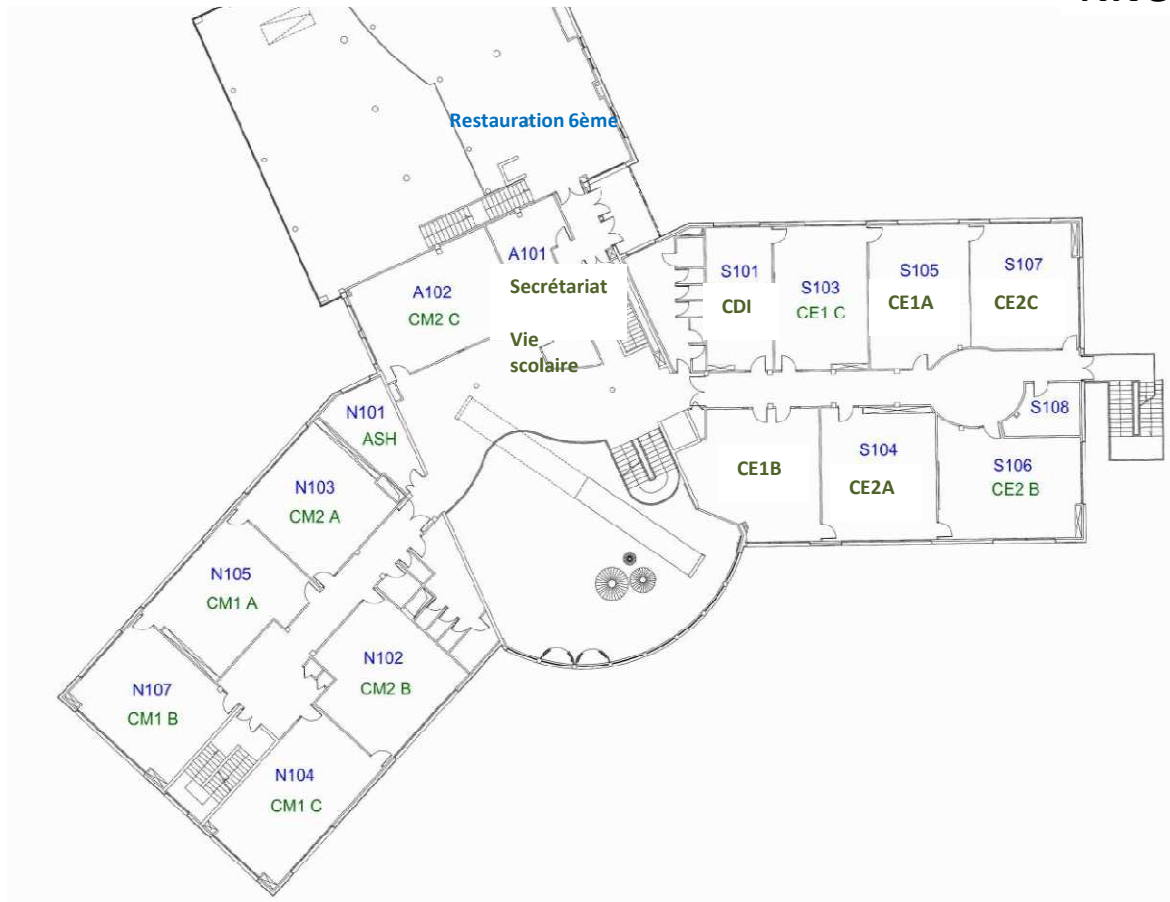 Restauration 6ème
A101
Secrétariat
Vie
scolaire
A102
CM2 C
S101
CDI
S103
CE1 C
S105
CE1A
S107
CE2C
S108
CE1B
S104
CE2A
S106
CE2 B
N101
ASH
N103
CM2 A
N105
CM1 A
N107
CM1 B
N102
CM2 B
N104
CM1 C